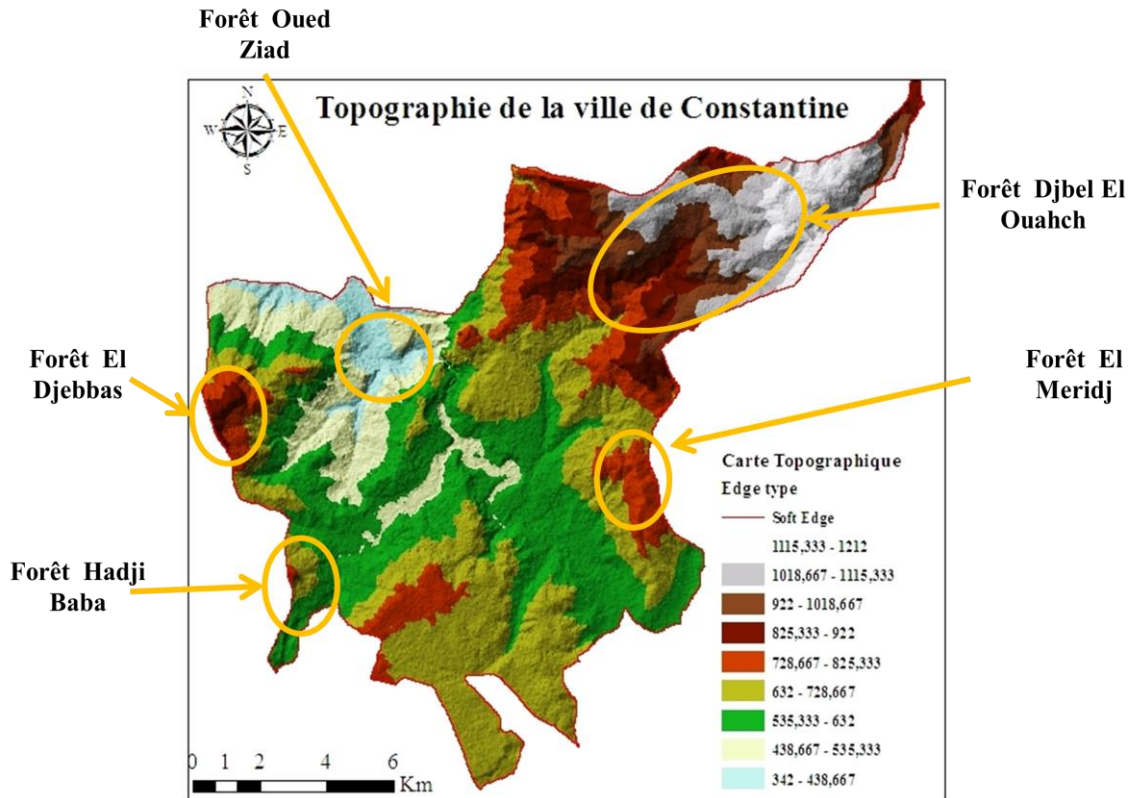 Forêt Oued
Ziad
Topographie de la ville de Constantine
N
W
E
S
Forêt Djbel El
Ouahch
Forêt El
Djebbas
Forêt El
Meridj
Forêt Hadji
Baba
Carte Topographique
Edge type
Soft Edge
1115,333 - 1212
1018,667 - 1115,333
922 - 1018,667
825,333 - 922
728,667 - 825,333
632 - 728,667
535,333 - 632
438,667 - 535,333
342 - 438,667
0 1 2 4 6
Km